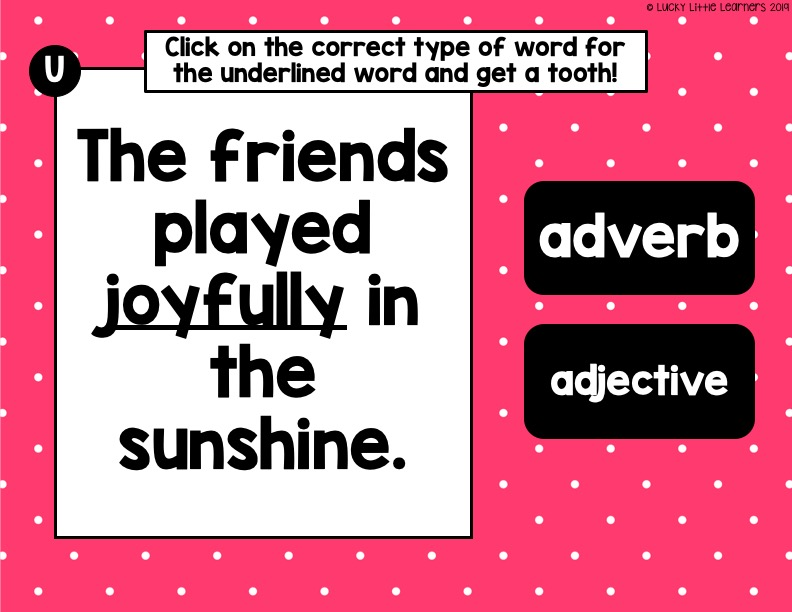 © Lucky Little Learners 2019
Click on the correct type of word for
the underlined word and get a tooth!
U
The friends
played
joyfully in
the
sunshine.
adverb
adjective